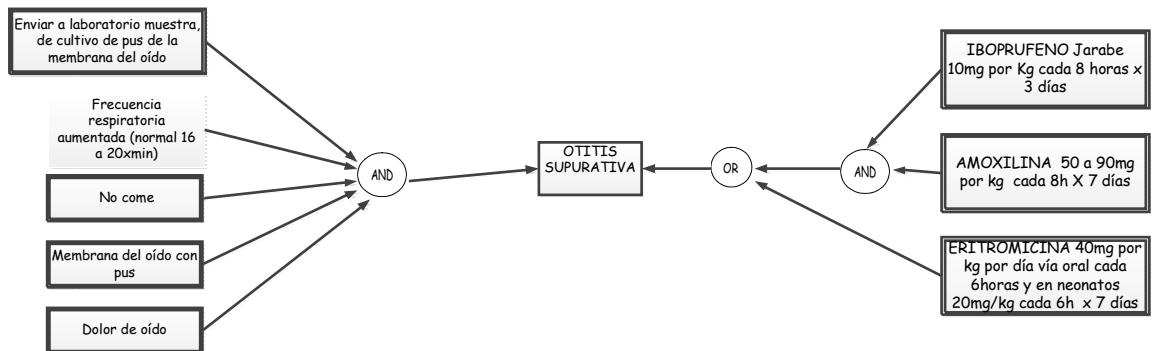 Enviar a laboratorio muestra,
de cultivo de pus de la
membrana del oído
Frecuencia
respiratoria
aumentada (normal 16
a 20xmin)
No come
Membrana del oído con
pus
Dolor de oído
AND
OTITIS
SUPURATIVA
OR
AND
IBOPRUFENO Jarabe
10mg por Kg cada 8 horas x
3 días
AMOXILINA 50 a 90mg
por kg cada 8h X 7 días
ERITROMICINA 40mg por
kg por día vía oral cada
6horas y en neonatos
20mg/kg cada 6h x 7 días